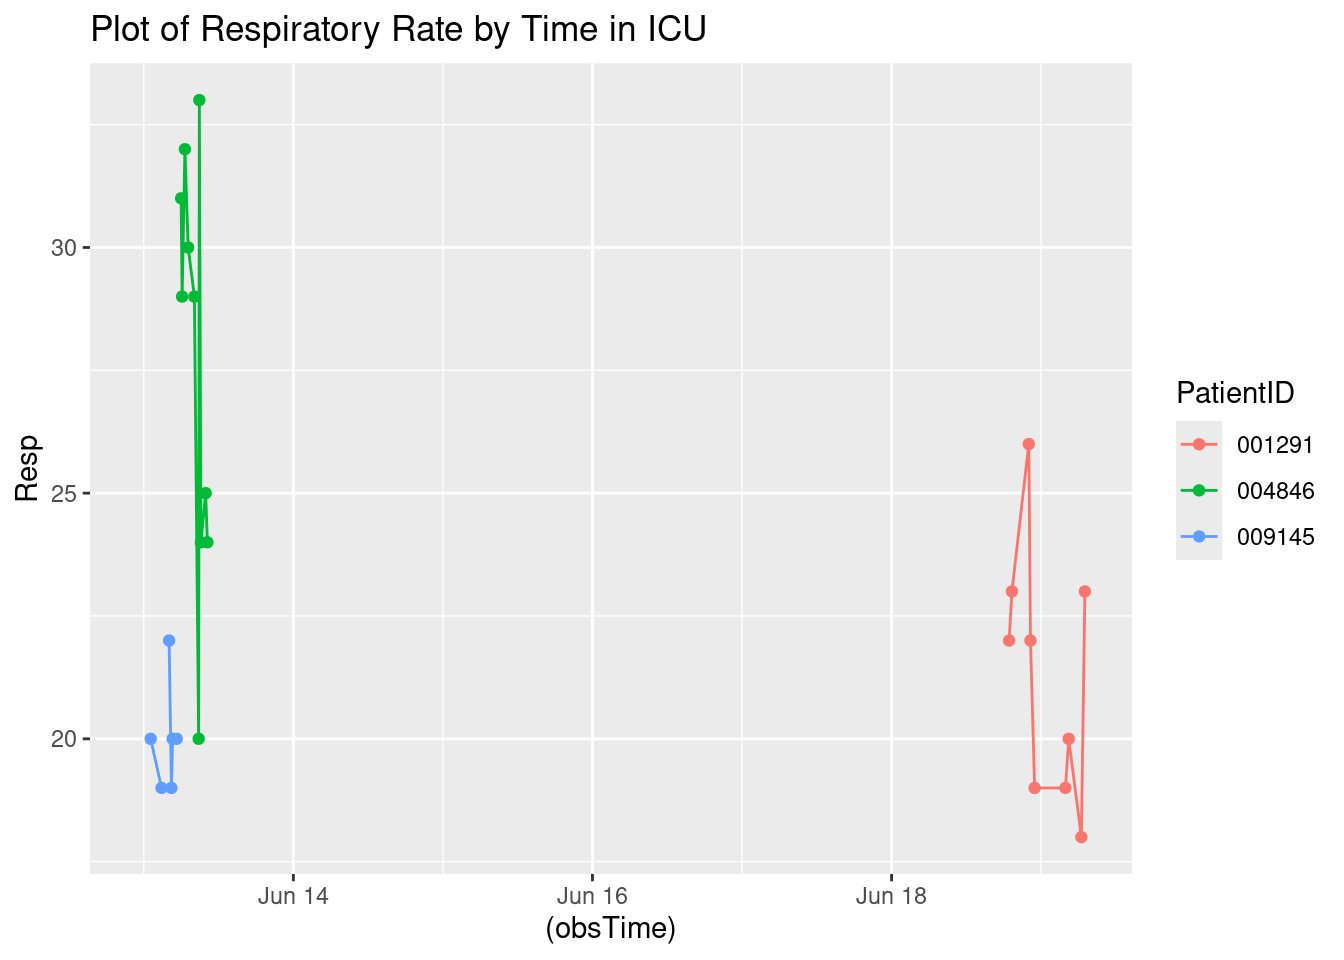 Plot of Respiratory Rate by Time in ICU
Resp
30
25
20
Jun 14
Jun 16
Jun 18
(obsTime)
PatientID
001291
004846
009145